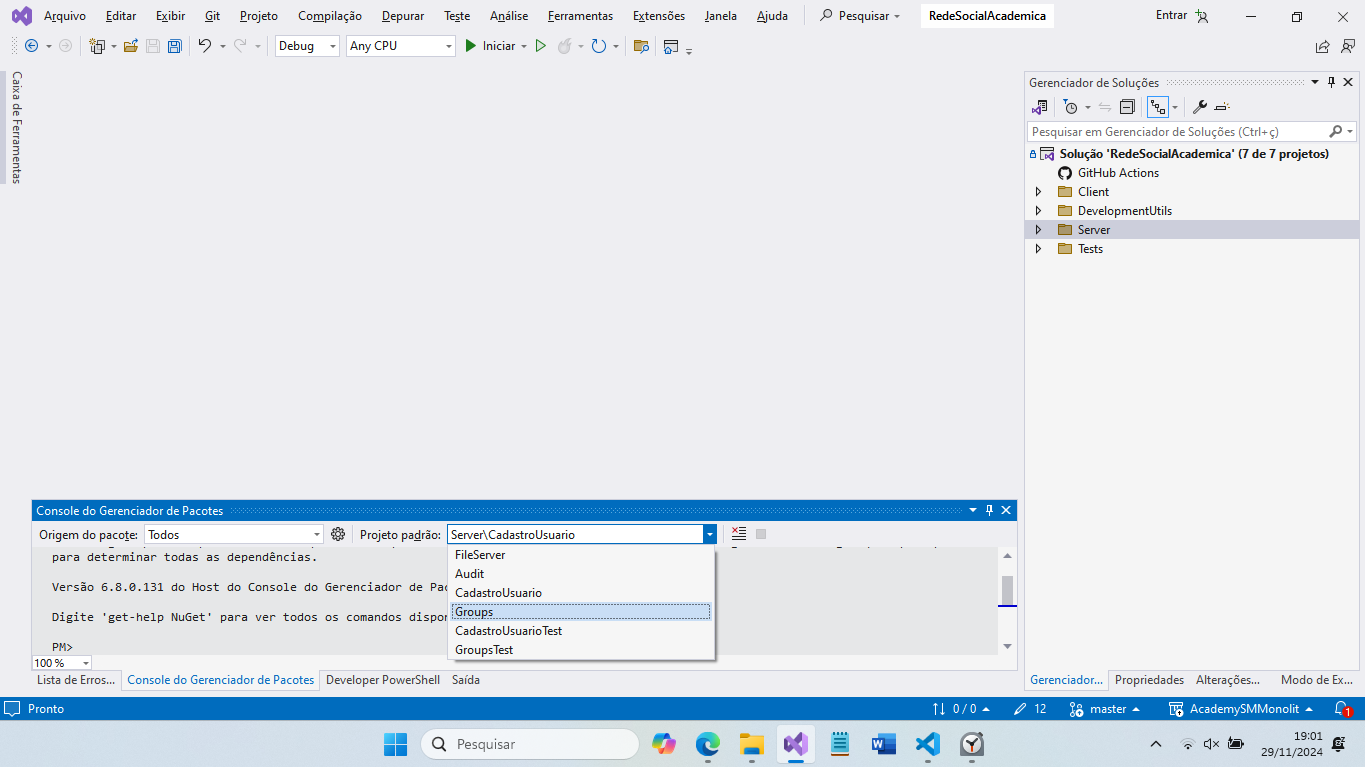 Arquivo Editar Exibir Git Projeto Compilação Depurar Teste Análise Ferramentas Extensões Janela Ajuda Pesquisar RedeSocialAcademica Entrar
Debug Any CPU Iniciar
Caixa de Ferramentas
Gerenciador de Soluções
Pesquisar em Gerenciador de Soluções (Ctrl+ç)
Solução 'RedeSocialAcademica' (7 de 7 projetos)
GitHub Actions
Client
DevelopmentUtils
Server
Tests
Console do Gerenciador de Pacotes
Origem do pacote: Todos Projeto padrão: Server\CadastroUsuario
FileServer
Audit
CadastroUsuario
Groups
CadastroUsuarioTest
GroupsTest
para determinar todas as dependências.
Versão 6.8.0.131 do Host do Console do Gerenciador de Pac
Digite 'get-help NuGet' para ver todos os comandos dispon
PM>
100 %
Lista de Erros... Console do Gerenciador de Pacotes Developer PowerShell Saída
Gerenciador... Propriedades Alterações... Modo de Ex...
Pronto 0 / 0 12 master AcademySMMonolit 1
Pesquisar
19:01
29/11/2024